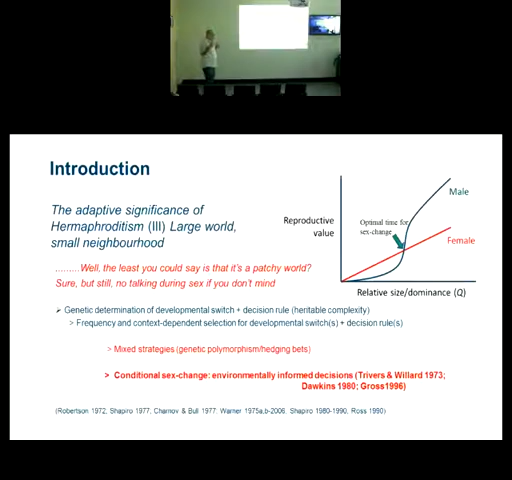 Introduction
The adaptive significance of
Hermaphroditism (III) Large world,
small neighbourhood
.........Well, the least you could say is that it's a patchy world?
Sure, but still, no talking during sex if you don't mind
Reproductive
value
Optimal time for
sex-change
Male
Female
Relative size/dominance (Q)
➢ Genetic determination of developmental switch + decision rule (heritable complexity)
> Frequency and context-dependent selection for developmental switch(s) + decision rule(s)
> Mixed strategies (genetic polymorphism/hedging bets)
> Conditional sex-change: environmentally informed decisions (Trivers & Willard 1973;
Dawkins 1980; Gross1996)
(Robertson 1972; Shapiro 1977, Charnov & Bull 1977. Warner 1975a,b-2006. Shapiro 1980-1990, Ross 1990)